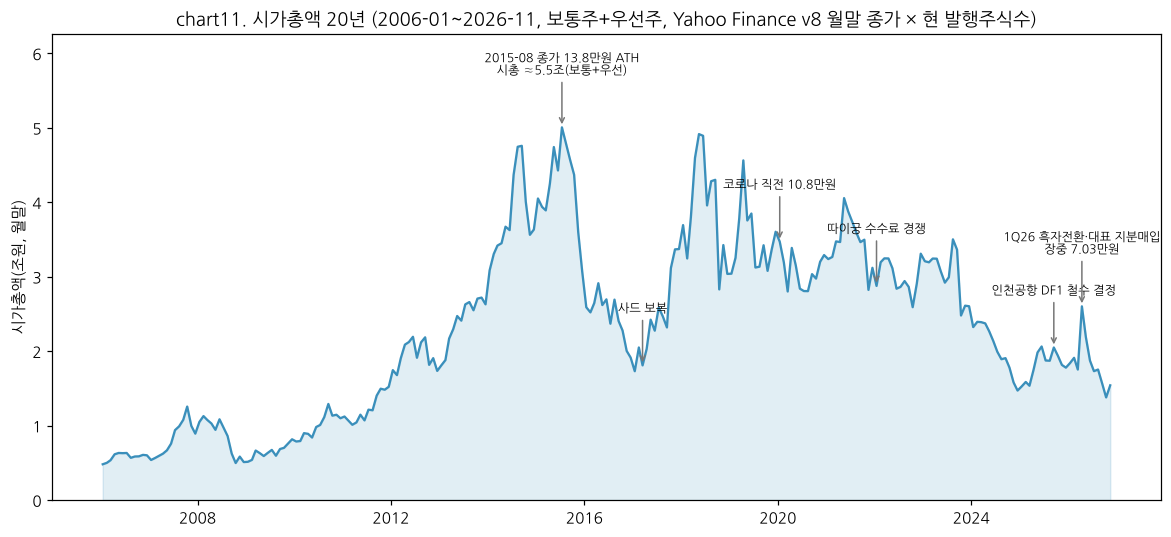 chart11. 시가총액 20년 (2006-01~2026-11, 보통주+우선주, Yahoo Finance v8 월말 종가 × 현 발행주식수)
시가총액(조원, 월말)
6
5
4
3
2
1
0
2015-08 종가 13.8만원 ATH
시총 ≈5.5조(보통+우선)
코로나 직전 10.8만원
따이공 수수료 경쟁
1Q26 흑자전환·대표 지분매입
장중 7.03만원
인천공항 DF1 철수 결정
사드 보복
2008
2012
2016
2020
2024